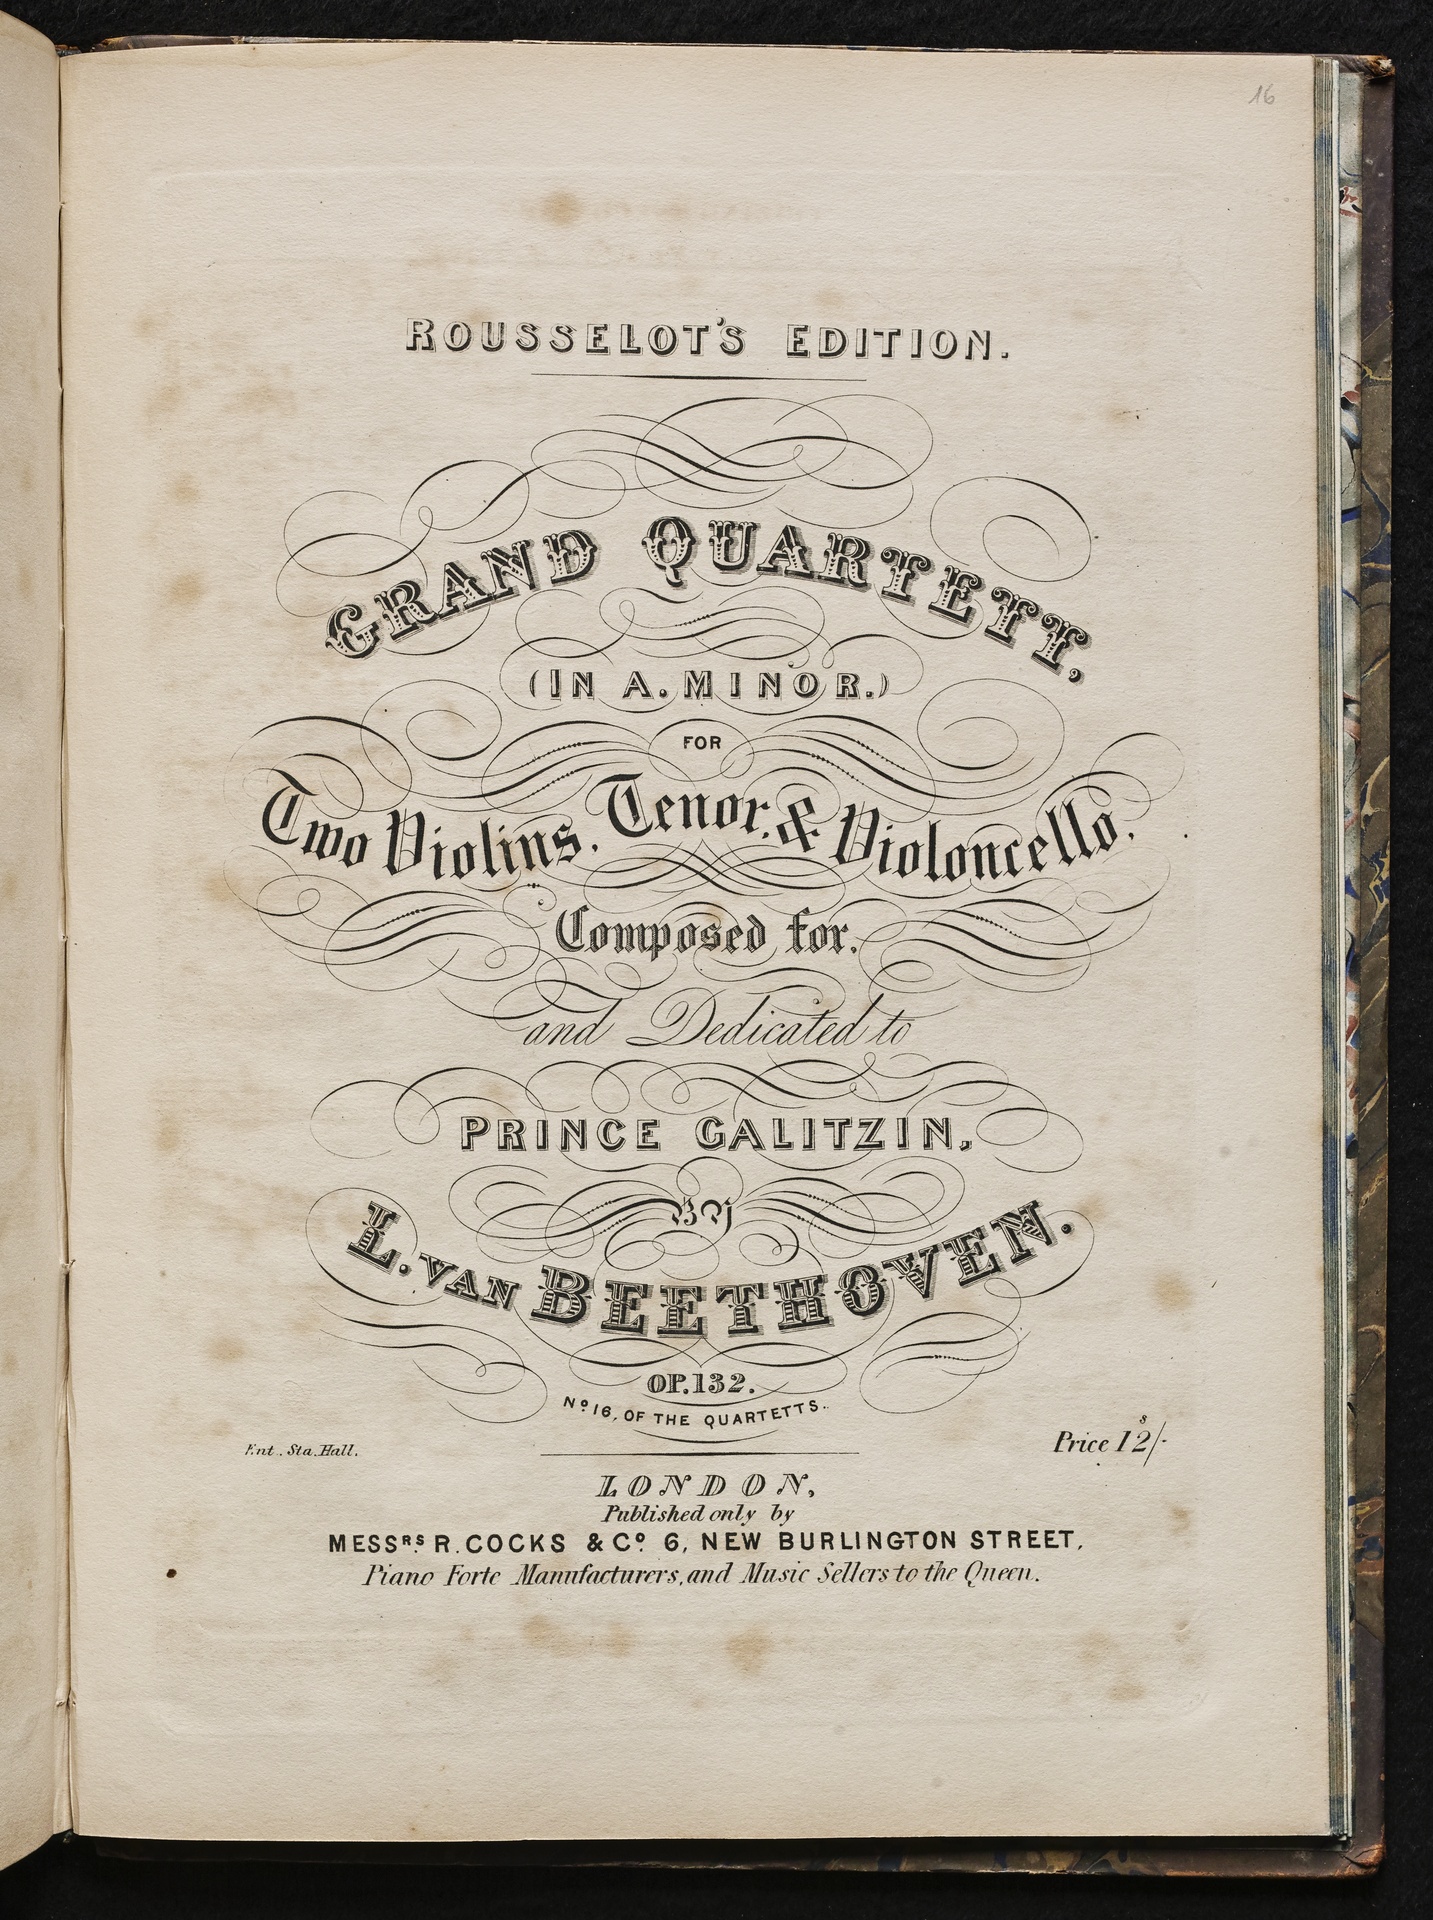 16
ROUSSELOT'S EDITION.
GRAND QUARTETT,
(IN A. MINOR.)
FOR
Two Violins, Tenor, & Violoncello.
Composed for.
and Dedicated to
PRINCE GALITZIN,
BY
L. VAN BEETHOVEN.
OP. 132.
Nº 16, OF THE QUARTETTS.
Ent. Sta. Hall.
Price 12s/-
LONDON,
Published only by
MESSRS R. COCKS & Cº 6, NEW BURLINGTON STREET,
Piano Forte Manufacturers, and Music Sellers to the Queen.